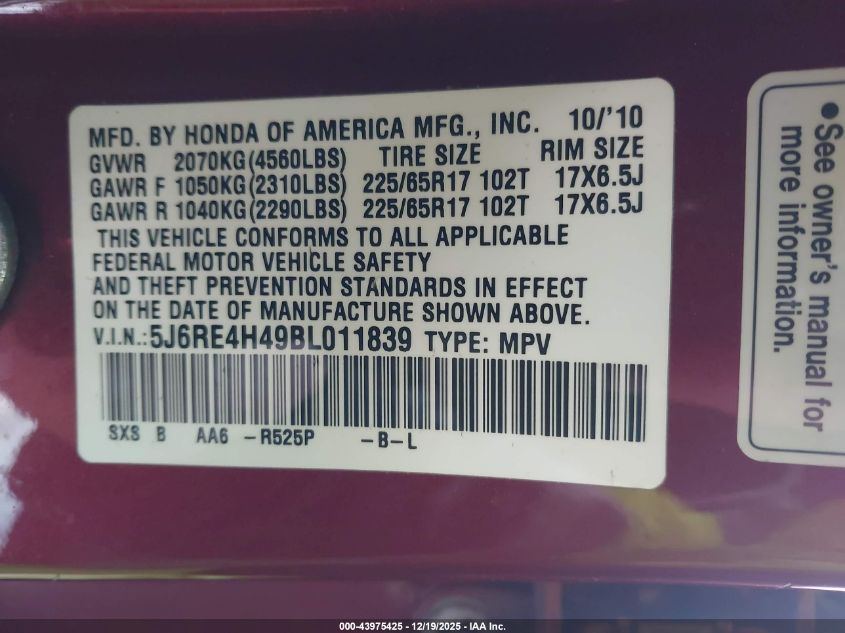 MFD. BY HONDA OF AMERICA MFG., INC. 10/'10
GVWR 2070KG(4560LBS) TIRE SIZE RIM SIZE
GAWR F 1050KG(2310LBS) 225/65R17 102T 17X6.5J
GAWR R 1040KG(2290LBS) 225/65R17 102T 17X6.5J
THIS VEHICLE CONFORMS TO ALL APPLICABLE
FEDERAL MOTOR VEHICLE SAFETY
AND THEFT PREVENTION STANDARDS IN EFFECT
ON THE DATE OF MANUFACTURE SHOWN ABOVE.
V.I.N.:5J6RE4H49BL011839 TYPE: MPV
SXS B AA6 -R525P -B-L
•See owner's manual for
more information.
000-43975425 - 12/19/2025 - IAA Inc.